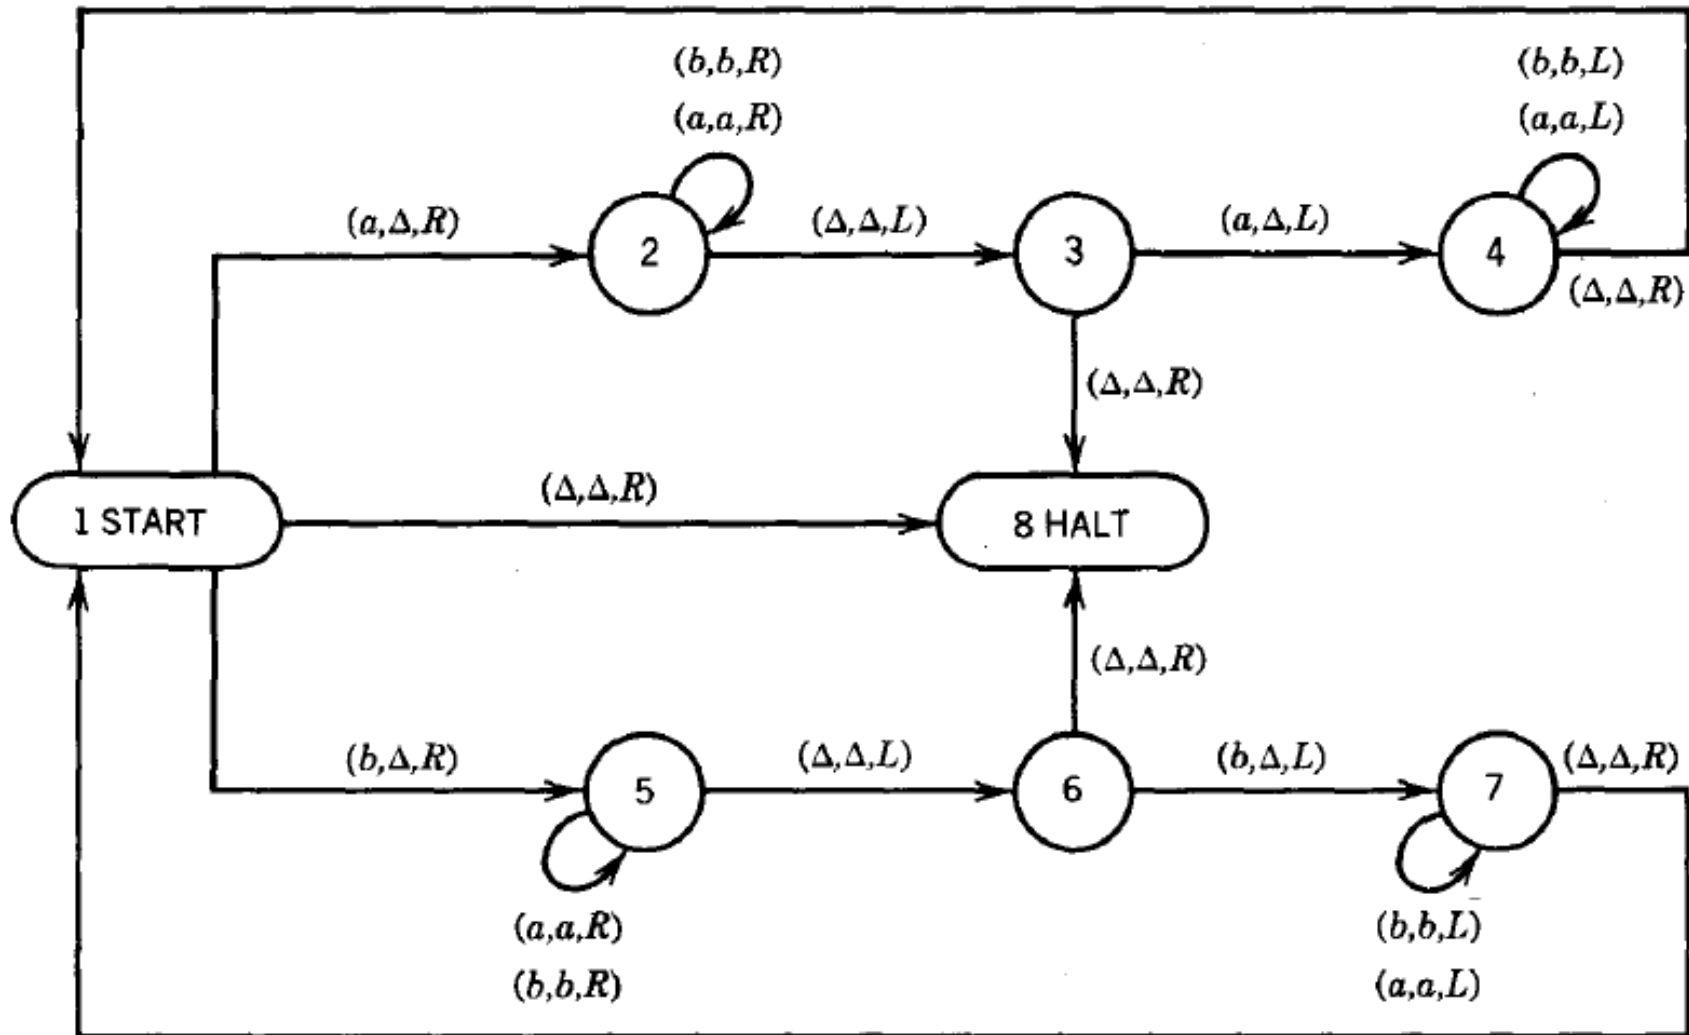 (b,b,R) (b,b,L)
(a,a,R) (a,a,L)
(a,Δ,R) (Δ,Δ,L) (a,Δ,L)
2 3 4
(Δ,Δ,R)
(Δ,Δ,R)
(Δ,Δ,R)
1 START 8 HALT
(Δ,Δ,R)
(b,Δ,R) (Δ,Δ,L) (b,Δ,L) (Δ,Δ,R)
5 6 7
(a,a,R) (b,b,L)
(b,b,R) (a,a,L)